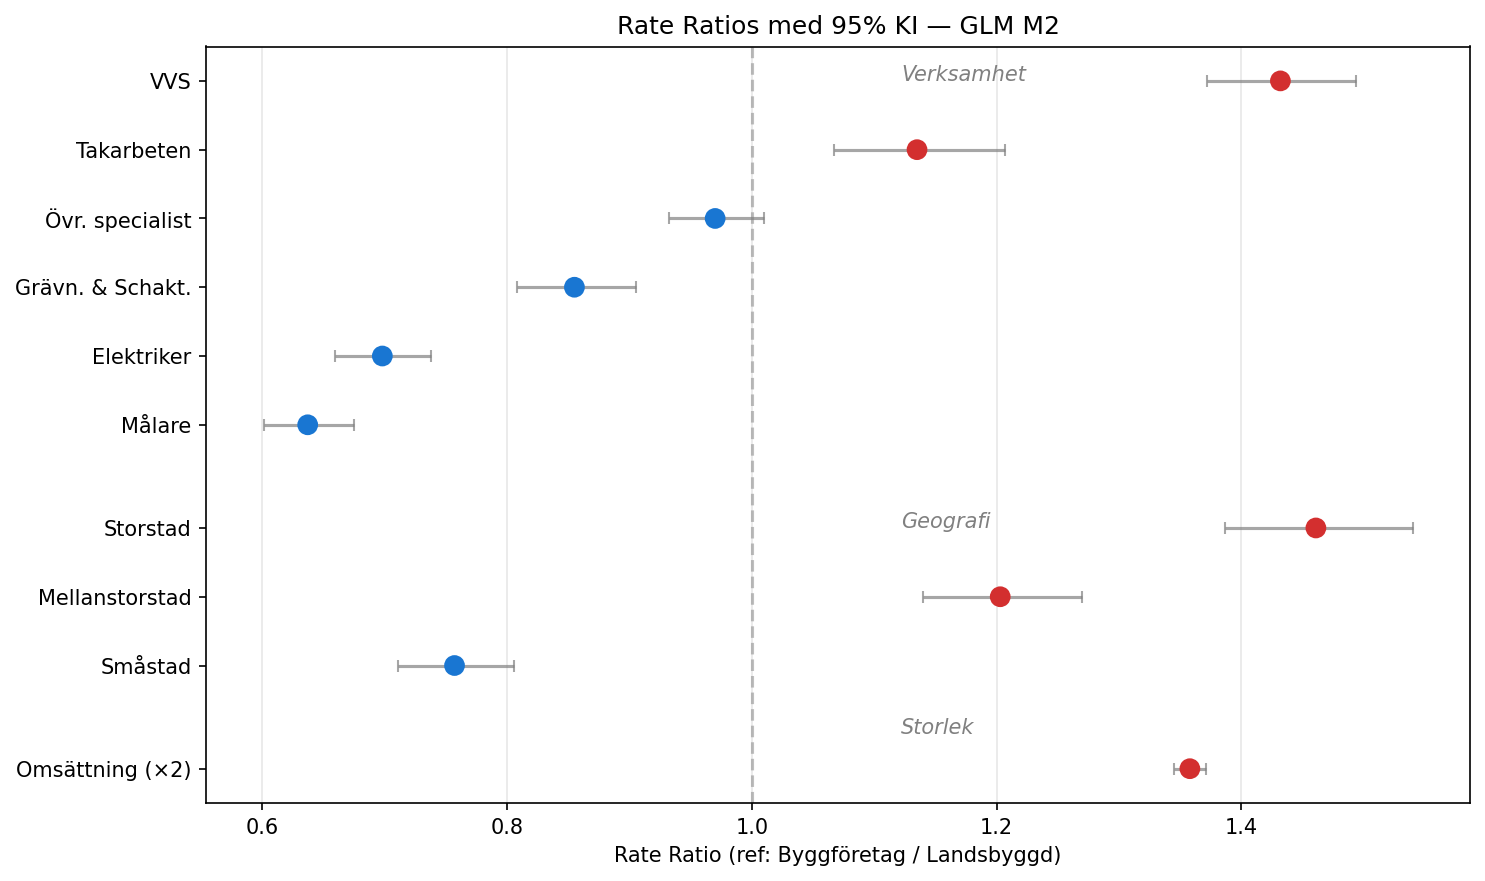 Rate Ratios med 95% KI — GLM M2
VVS
Verksamhet
Takarbeten
Övr. specialist
Grävn. & Schakt.
Elektriker
Målare
Storstad
Geografi
Mellanstorstad
Småstad
Storlek
Omsättning (×2)
0.6 0.8 1.0 1.2 1.4
Rate Ratio (ref: Byggföretag / Landsbyggd)